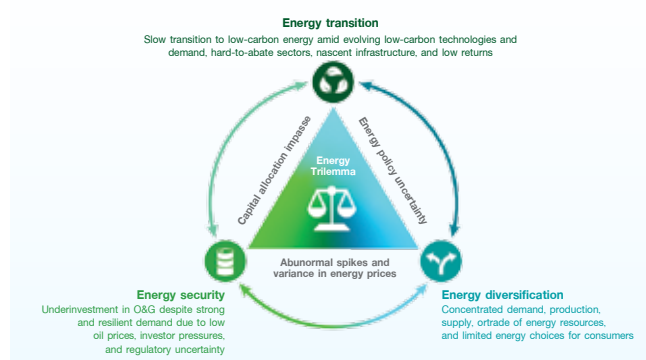 Energy transition
Slow transition to low-carbon energy amid evolving low-carbon technologies and
demand, hard-to-abate sectors, nascent infrastructure, and low returns
Capital allocation impasse
Energy policy uncertainty
Energy
Trilemma
Abunormal spikes and
variance in energy prices
Energy security
Underinvestment in O&G despite strong
and resilient demand due to low
oil prices, investor pressures,
and regulatory uncertainty
Energy diversification
Concentrated demand, production,
supply, ortrade of energy resources,
and limited energy choices for consumers